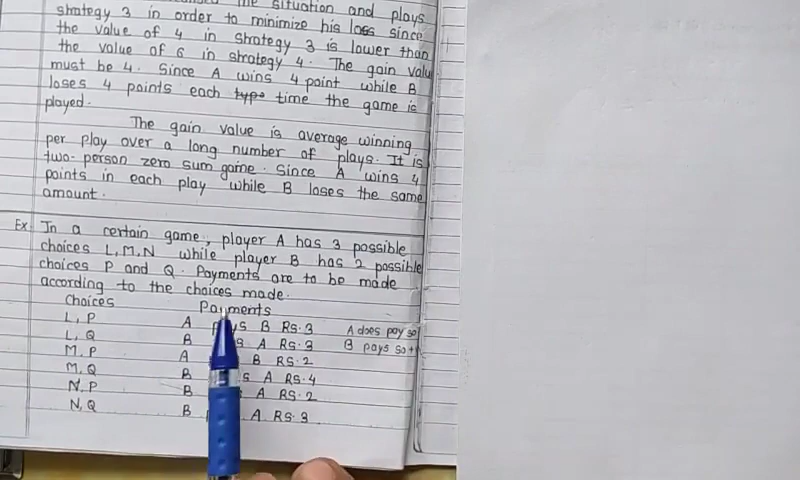 the situation and plays
strategy 3 in order to minimize his loss since
the value of 4 in strategy 3 is lower than
the value of 6 in strategy 4. The gain valu
must be 4. Since A wins 4 point while B
loses 4 points each type time the game is
played.
The gain value is average winning
per play over a long number of plays. It is
two-person zero sum game. Since A wins 4
points in each play while B loses the same
amount.
Ex. In a certain game, player A has 3 possible
choices L, M, N while player B has 2 possible
choices P and Q. Payments are to be made
according to the choices made.
Choices Payments
L, P A pays B RS.3 A does pay so
L, Q B s A RS.3 B pays so +
M, P A B RS.2
M, Q B s A RS.4
N, P B A RS.2
N, Q B A RS.3